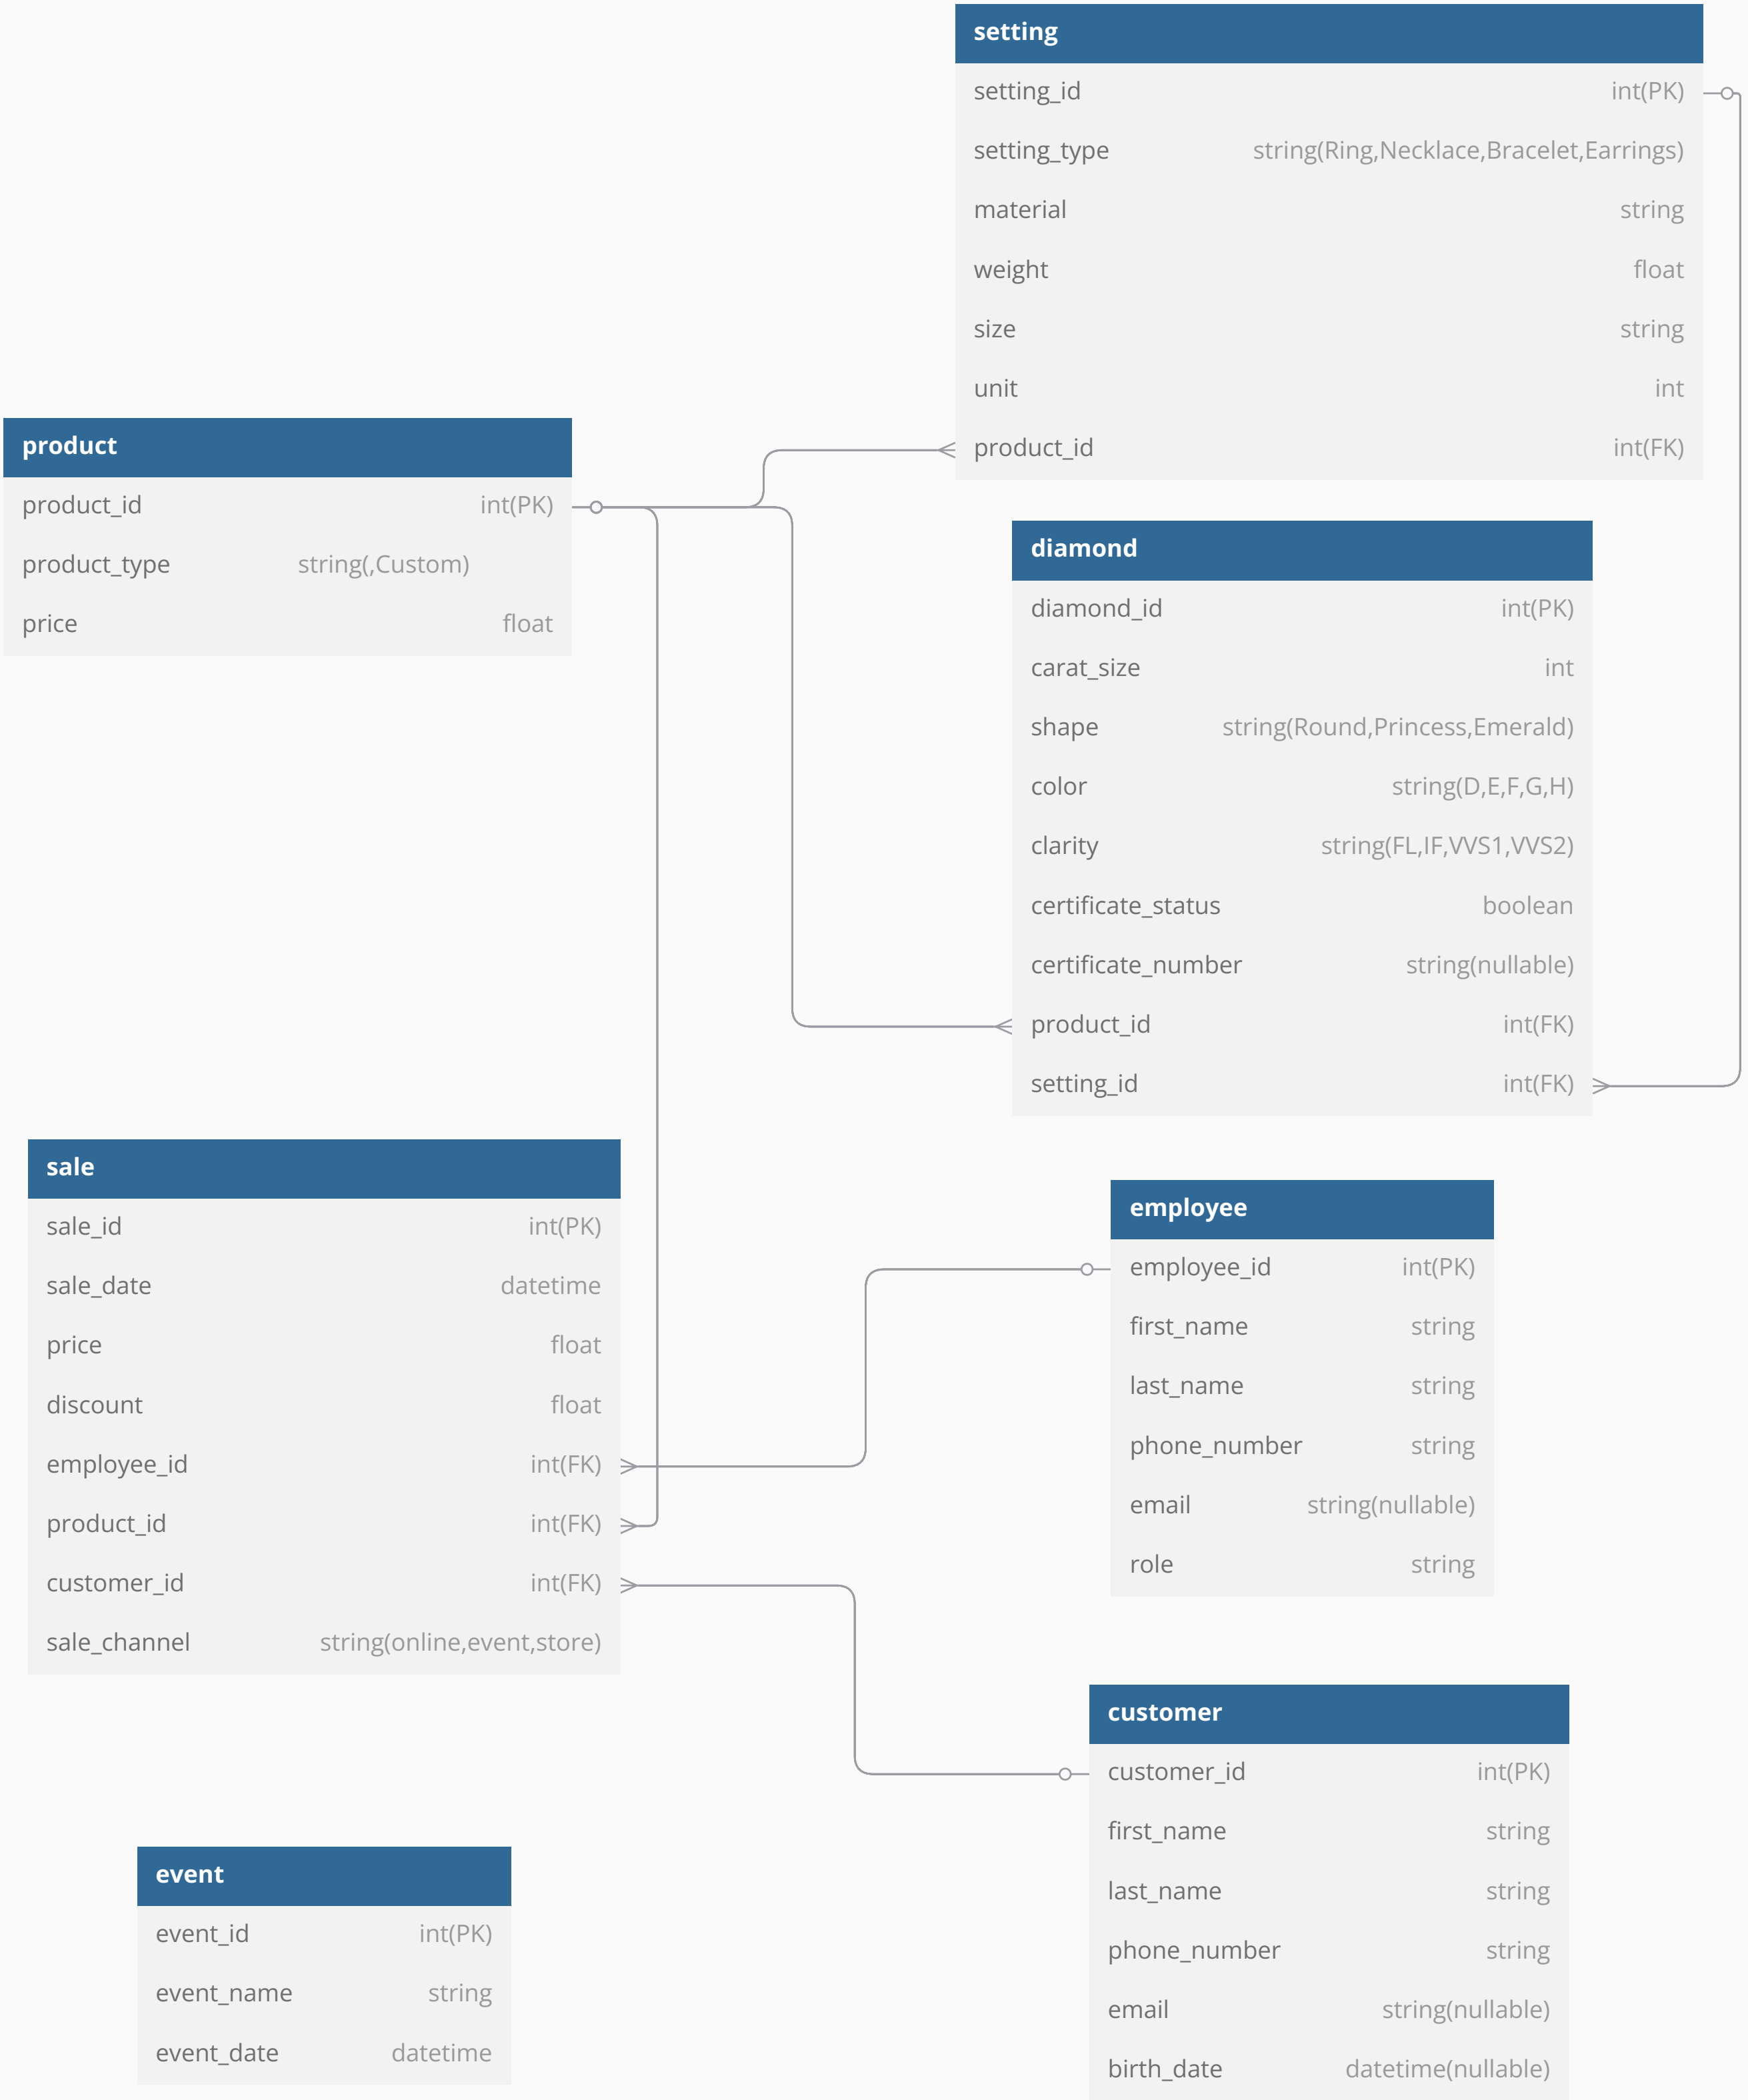 setting
setting_id int(PK)
setting_type string(Ring,Necklace,Bracelet,Earrings)
material string
weight float
size string
unit int
product_id int(FK)
product
product_id int(PK)
product_type string(,Custom)
price float
diamond
diamond_id int(PK)
carat_size int
shape string(Round,Princess,Emerald)
color string(D,E,F,G,H)
clarity string(FL,IF,VVS1,VVS2)
certificate_status boolean
certificate_number string(nullable)
product_id int(FK)
setting_id int(FK)
sale
sale_id int(PK)
sale_date datetime
price float
discount float
employee_id int(FK)
product_id int(FK)
customer_id int(FK)
sale_channel string(online,event,store)
employee
employee_id int(PK)
first_name string
last_name string
phone_number string
email string(nullable)
role string
customer
customer_id int(PK)
first_name string
last_name string
phone_number string
email string(nullable)
birth_date datetime(nullable)
event
event_id int(PK)
event_name string
event_date datetime